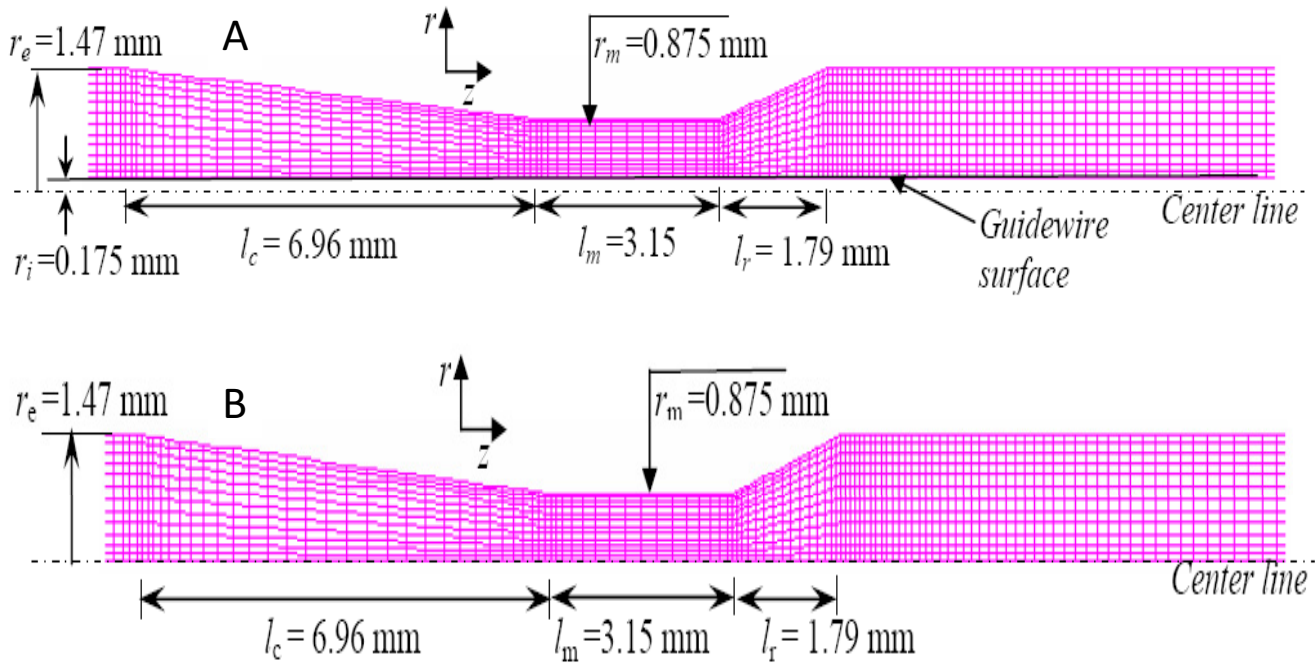 A
r
r_e=1.47 mm
r_m=0.875 mm
z
Center line
l_c = 6.96 mm
l_m=3.15
l_r = 1.79 mm
Guidewire
surface
r_i=0.175 mm
B
r
r_e=1.47 mm
r_m=0.875 mm
z
Center line
l_c = 6.96 mm
l_m=3.15 mm
l_r = 1.79 mm